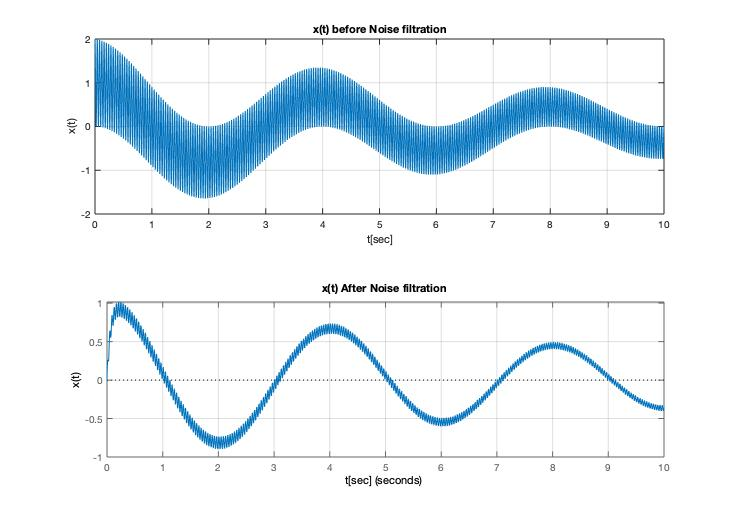 x(t) before Noise filtration
2
1
0
-1
-2
x(t)
0 1 2 3 4 5 6 7 8 9 10
t[sec]
x(t) After Noise filtration
1
0.5
0
-0.5
-1
x(t)
0 1 2 3 4 5 6 7 8 9 10
t[sec] (seconds)